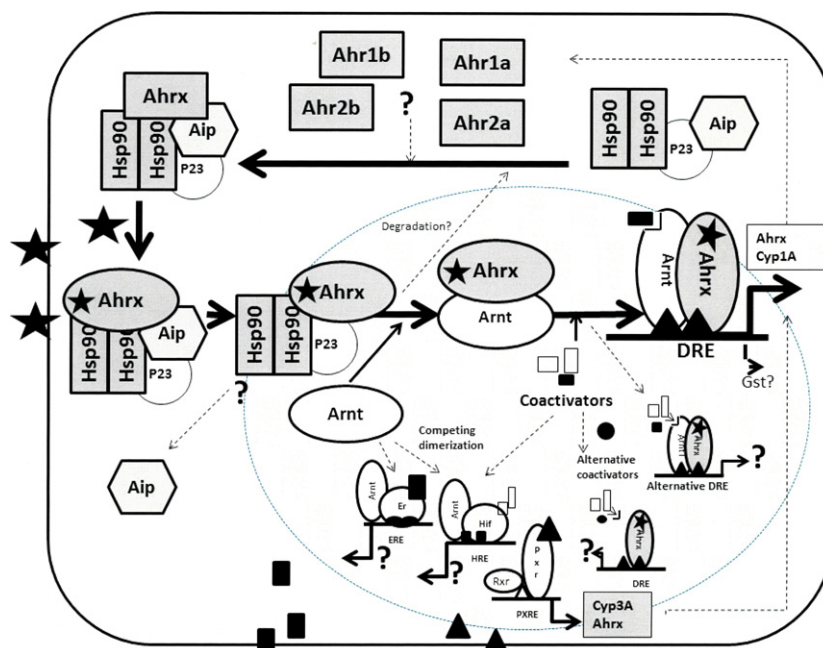 Ahr1b
Ahr1a
Ahr2b
Ahr2a
?
Ahrx
Hsp90
Hsp90
Aip
P23
Hsp90
Hsp90
Aip
P23
Degradation?
Ahrx
Hsp90
Hsp90
Aip
P23
Hsp90
Hsp90
Ahrx
P23
?
Ahrx
Arnt
Arnt
Ahrx
DRE
Ahrx
Cyp1A
Gst?
Arnt
Aip
Competing
dimerization
Coactivators
Alternative
coactivators
Arnt
Ahrx
Alternative DRE
?
Arnt
Er
ERE
?
Arnt
Hif
HRE
?
Rxr
Pxr
PXRE
Cyp3A
Ahrx
?
Ahrx
DRE